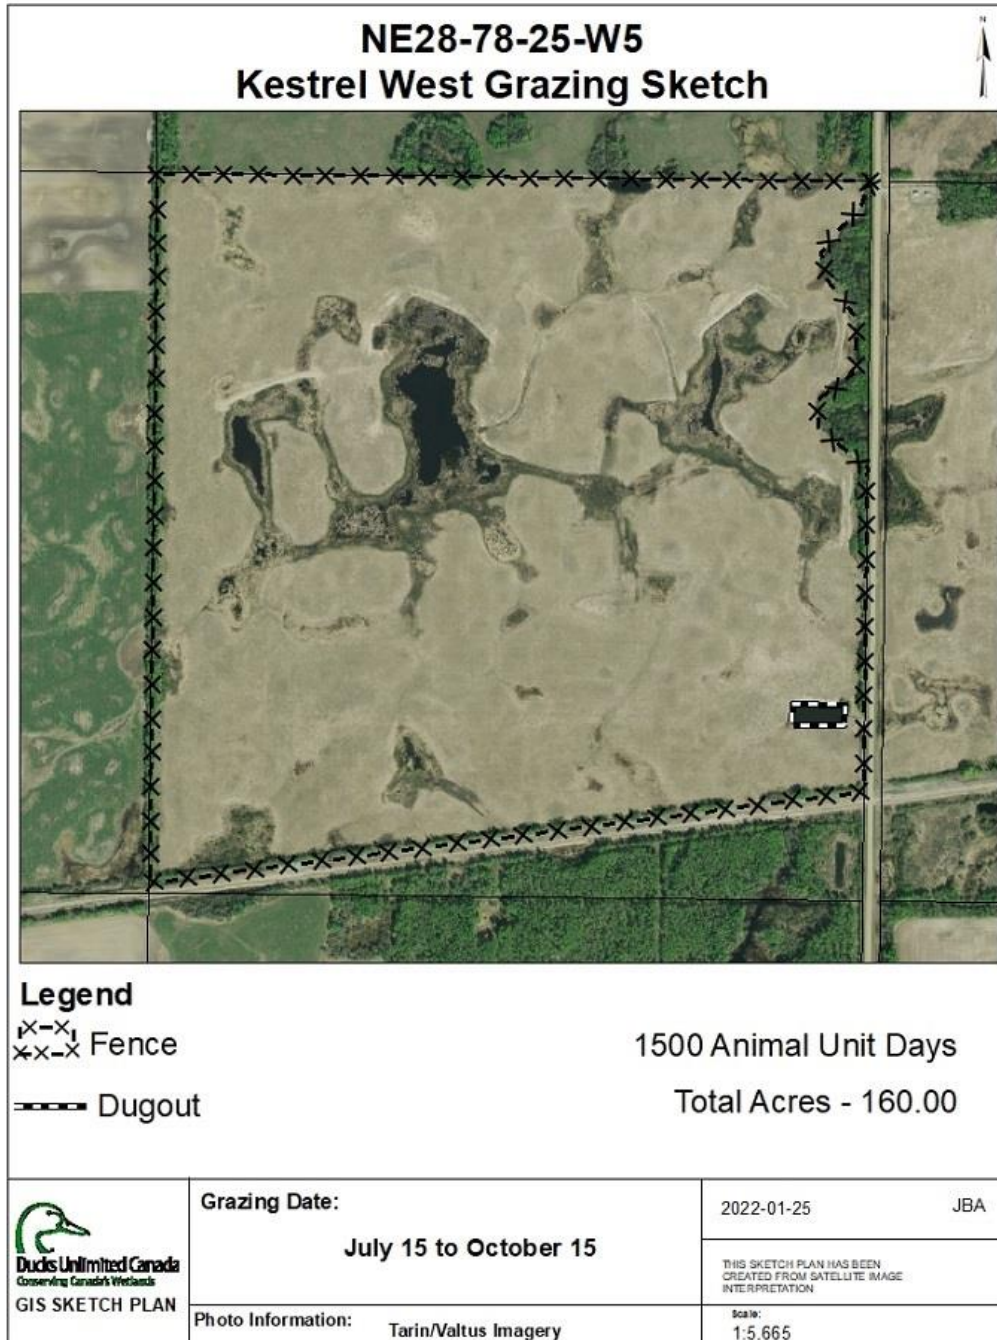 NE28-78-25-W5
Kestrel West Grazing Sketch
N
Legend
Fence
Dugout
1500 Animal Unit Days
Total Acres - 160.00
Ducks Unlimited Canada
Conserving Canada's Wetlands
GIS SKETCH PLAN
Grazing Date:
July 15 to October 15
Photo Information:
Tarin/Valtus Imagery
2022-01-25 JBA
THIS SKETCH PLAN HAS BEEN
CREATED FROM SATELLITE IMAGE
INTERPRETATION
Scale:
1:5,665